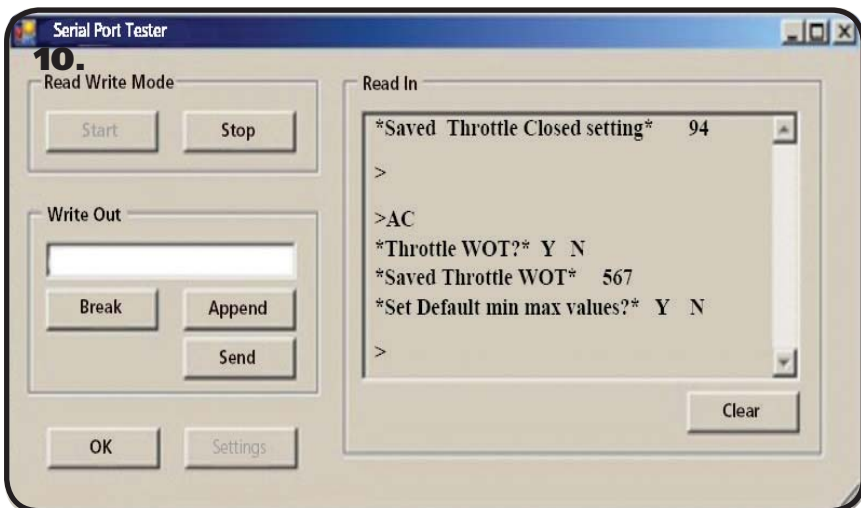 Serial Port Tester
10.
Read Write Mode
Start
Stop
Write Out
Break
Append
Send
OK
Settings
Read In
*Saved Throttle Closed setting* 94
>
>AC
*Throttle WOT?* Y N
*Saved Throttle WOT* 567
*Set Default min max values?* Y N
>
Clear